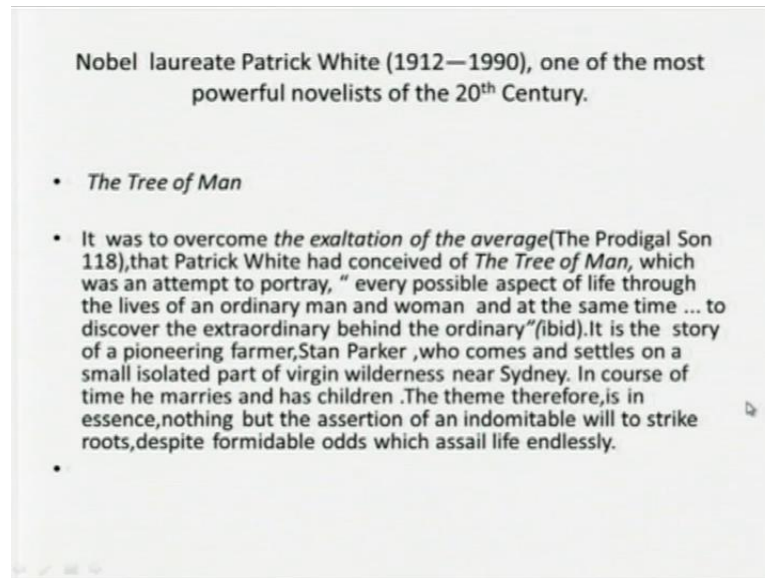 Nobel laureate Patrick White (1912—1990), one of the most
powerful novelists of the 20th Century.
• The Tree of Man
• It was to overcome the exaltation of the average(The Prodigal Son
118),that Patrick White had conceived of The Tree of Man, which
was an attempt to portray, “ every possible aspect of life through
the lives of an ordinary man and woman and at the same time ... to
discover the extraordinary behind the ordinary”(ibid).It is the story
of a pioneering farmer,Stan Parker ,who comes and settles on a
small isolated part of virgin wilderness near Sydney. In course of
time he marries and has children .The theme therefore,is in
essence,nothing but the assertion of an indomitable will to strike
roots,despite formidable odds which assail life endlessly.
•